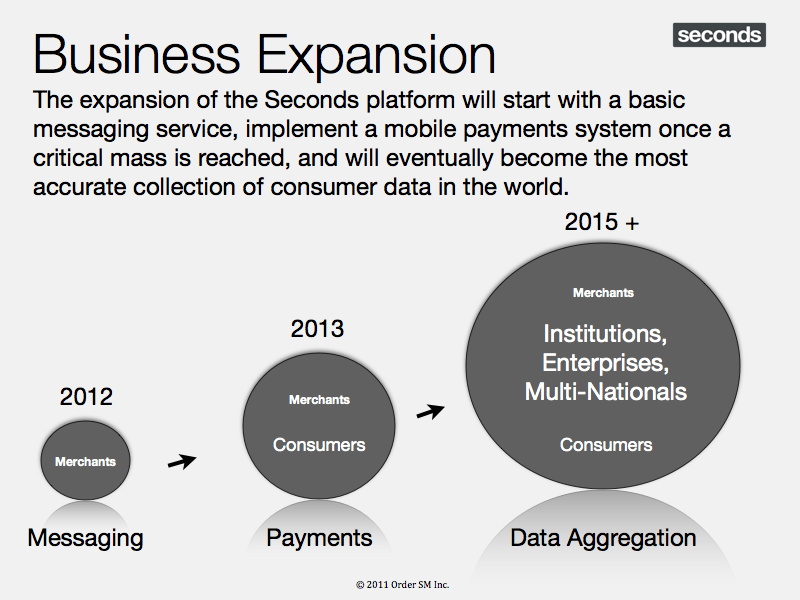 Business Expansion
seconds
The expansion of the Seconds platform will start with a basic
messaging service, implement a mobile payments system once a
critical mass is reached, and will eventually become the most
accurate collection of consumer data in the world.
2012
Merchants
Messaging
2013
Merchants
Consumers
Payments
2015 +
Merchants
Institutions,
Enterprises,
Multi-Nationals
Consumers
Data Aggregation
© 2011 Order SM Inc.